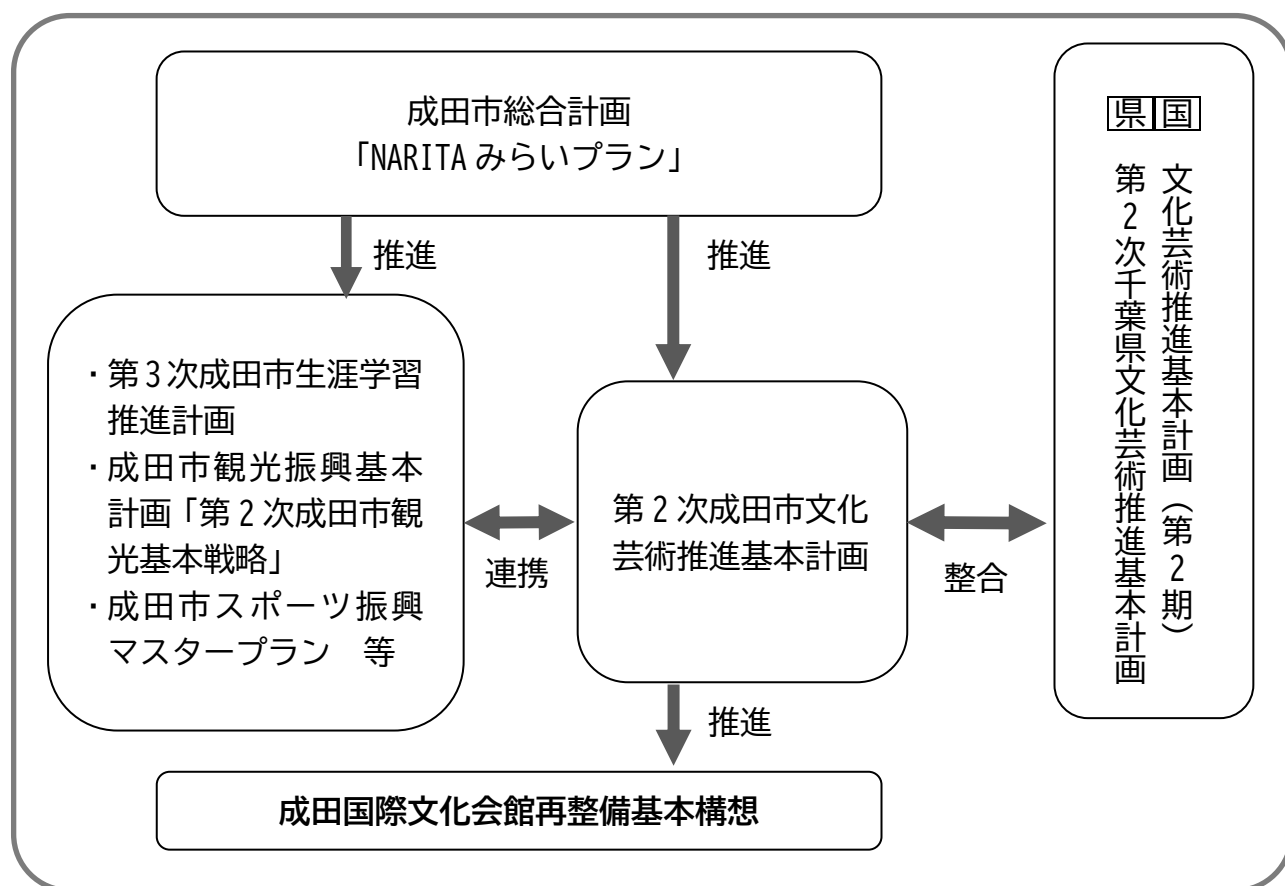 成田市総合計画
「NARITA みらいプラン」
推進
推進
・第3次成田市生涯学習
推進計画
・成田市観光振興基本
計画「第2次成田市観
光基本戦略」
・成田市スポーツ振興
マスタープラン　等
連携
第2次成田市文化
芸術推進基本計画
整合
国 文化芸術推進基本計画（第2期）
県 第2次千葉県文化芸術推進基本計画
推進
成田国際文化会館再整備基本構想